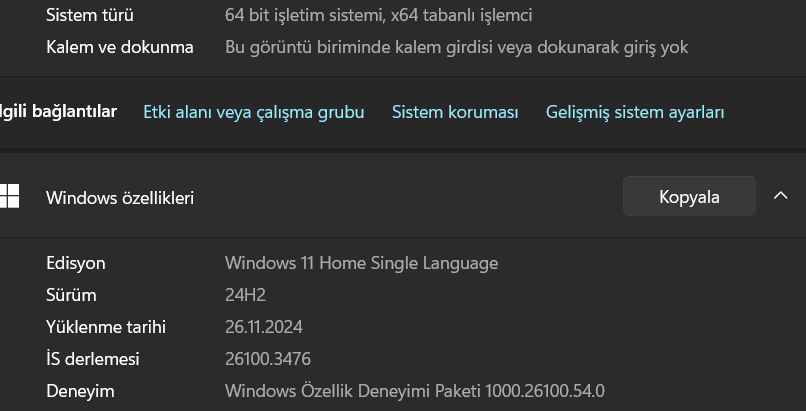 Sistem türü 64 bit işletim sistemi, x64 tabanlı işlemci
Kalem ve dokunma Bu görüntü biriminde kalem girdisi veya dokunarak giriş yok
lgili bağlantılar Etki alanı veya çalışma grubu Sistem koruması Gelişmiş sistem ayarları
Windows özellikleri Kopyala
Edisyon Windows 11 Home Single Language
Sürüm 24H2
Yüklenme tarihi 26.11.2024
İS derlemesi 26100.3476
Deneyim Windows Özellik Deneyimi Paketi 1000.26100.54.0